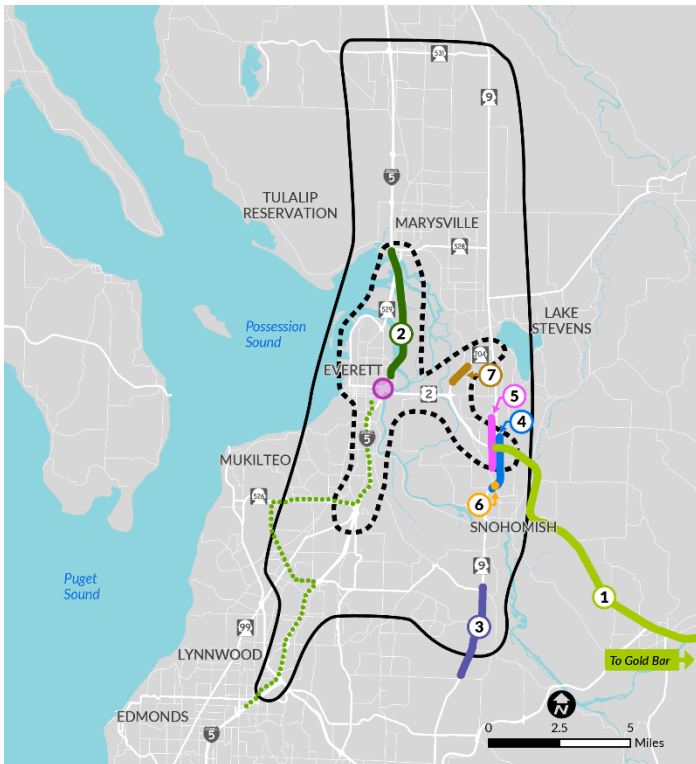 531
9
5
TULALIP
RESERVATION
MARYSVILLE
528
529
LAKE
STEVENS
Possession
Sound
2
204
EVERETT
7
2
5
5
4
MUKILTEO
526
6
SNOHOMISH
9
Puget
Sound
1
3
99
LYNNWOOD
To Gold Bar
EDMONDS
N
5
0
2.5
5
Miles